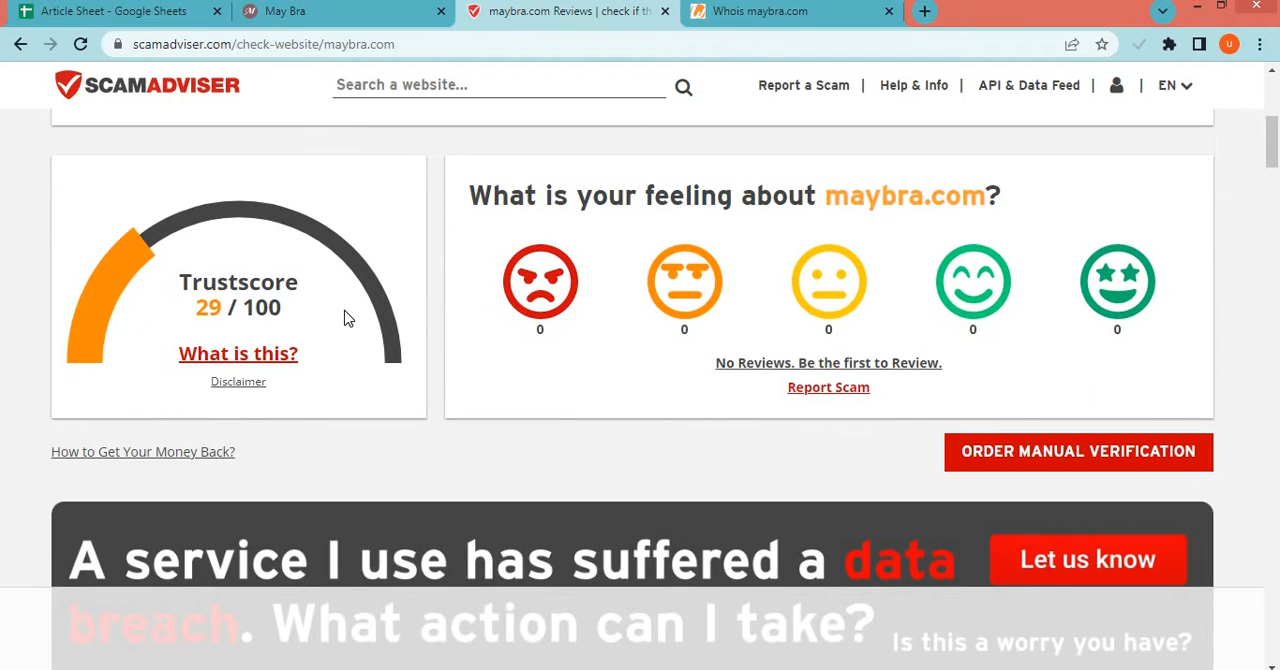 Article Sheet - Google Sheets
May Bra
maybra.com Reviews | check if th
Whois maybra.com
scamadviser.com/check-website/maybra.com
u
SCAMADVISER
Search a website...
Report a Scam | Help & Info | API & Data Feed | | EN
Trustscore
29 / 100
What is this?
Disclaimer
What is your feeling about maybra.com?
0 0 0 0 0
No Reviews. Be the first to Review.
Report Scam
How to Get Your Money Back?
ORDER MANUAL VERIFICATION
A service I use has suffered a data
Let us know
breach. What action can I take?
Is this a worry you have?